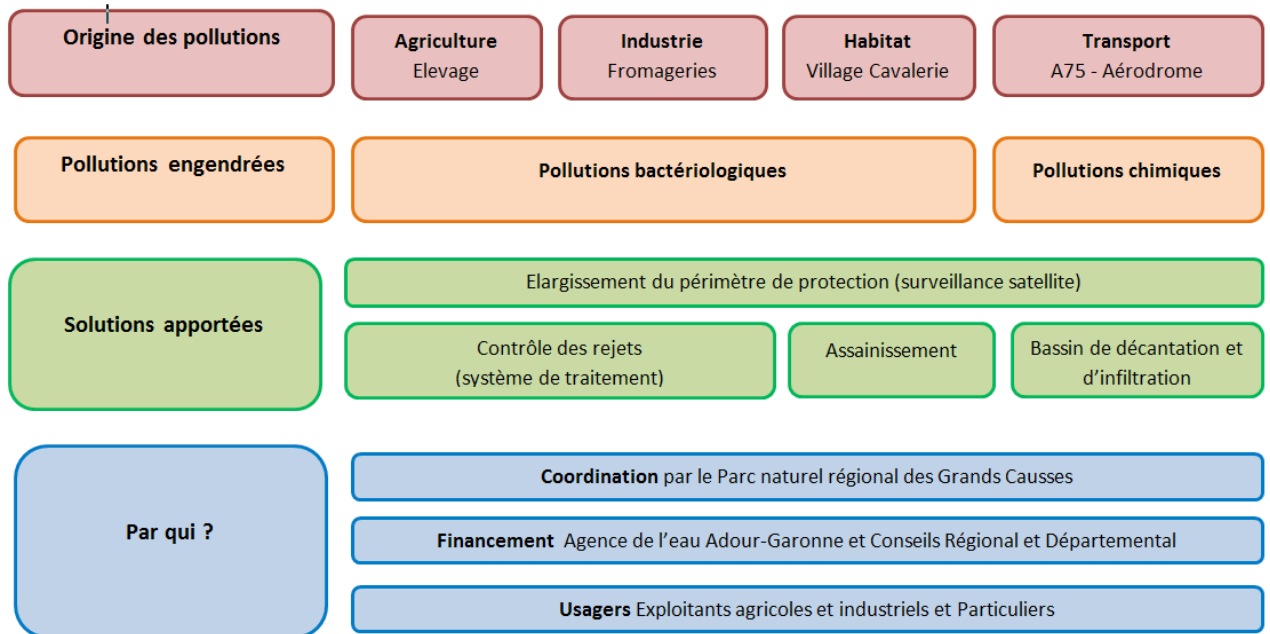 Origine des pollutions
Agriculture
Elevage
Industrie
Fromageries
Habitat
Village Cavalerie
Transport
A75 - Aérodrome
Pollutions engendrées
Pollutions bactériologiques
Pollutions chimiques
Solutions apportées
Elargissement du périmètre de protection (surveillance satellite)
Contrôle des rejets
(système de traitement)
Assainissement
Bassin de décantation et
d'infiltration
Par qui ?
Coordination par le Parc naturel régional des Grands Causses
Financement Agence de l'eau Adour-Garonne et Conseils Régional et Départemental
Usagers Exploitants agricoles et industriels et Particuliers